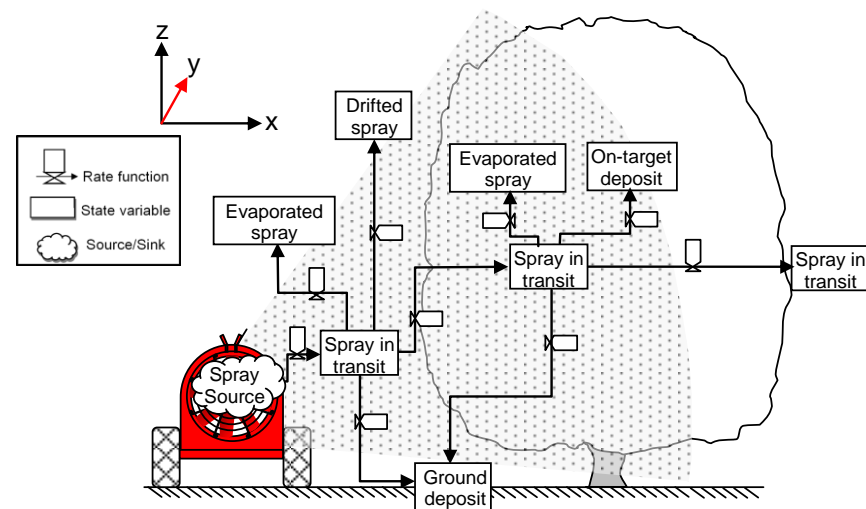 z
y
x
Rate function
State variable
Source/Sink
Drifted
spray
Evaporated
spray
On-target
deposit
Evaporated
spray
Spray in
transit
Spray in
transit
Spray
Source
Spray in
transit
Ground
deposit